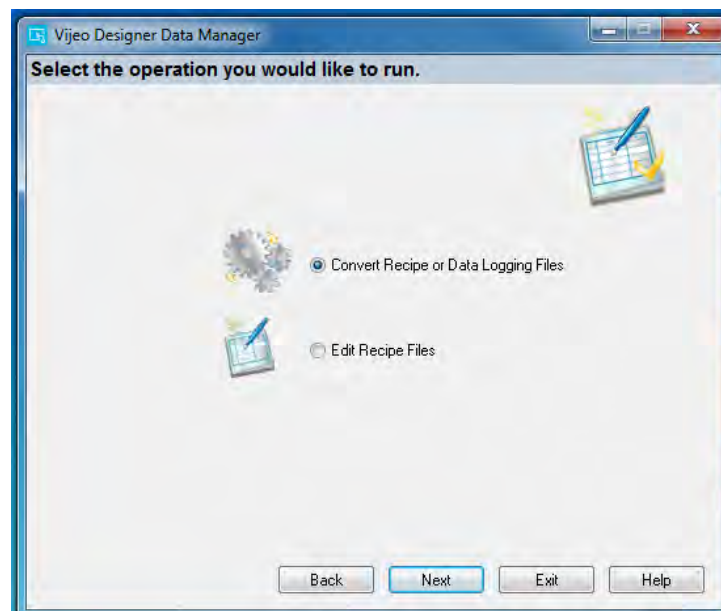 Vijeo Designer Data Manager
Select the operation you would like to run.
Convert Recipe or Data Logging Files
Edit Recipe Files
Back Next Exit Help